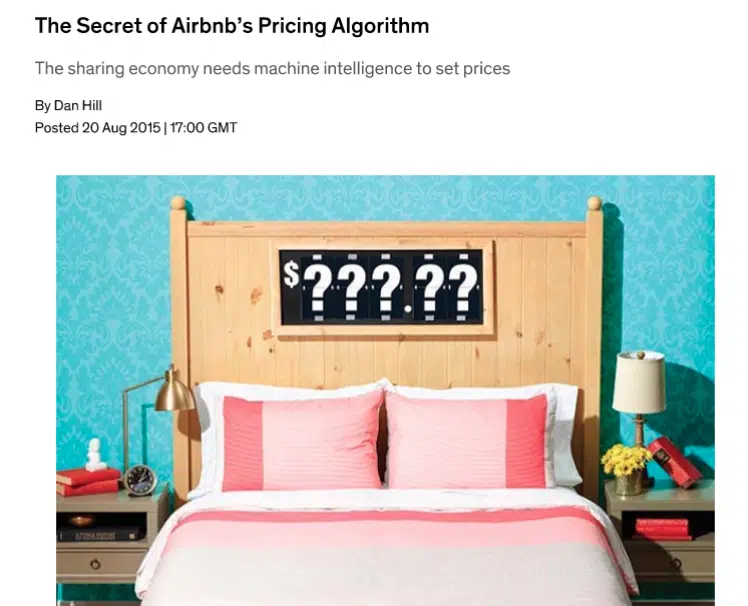 The Secret of Airbnb's Pricing Algorithm
The sharing economy needs machine intelligence to set prices
By Dan Hill
Posted 20 Aug 2015 | 17:00 GMT
$???.??